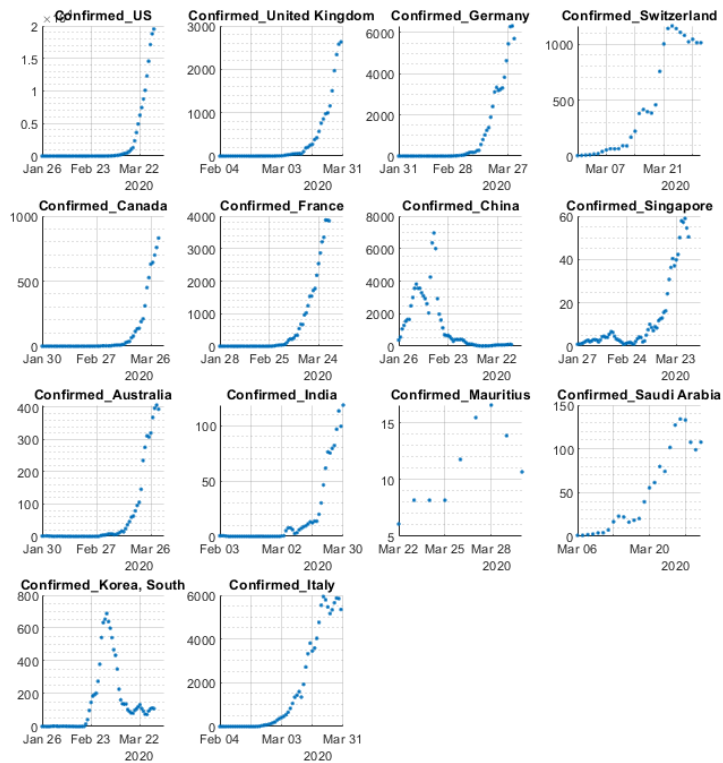 × 10⁴
Confirmed_US
2
1.5
1
0.5
0
Jan 26 Feb 23 Mar 22
2020
Confirmed_United Kingdom
3000
2000
1000
0
Feb 04 Mar 03 Mar 31
2020
Confirmed_Germany
6000
4000
2000
0
Jan 31 Feb 28 Mar 27
2020
Confirmed_Switzerland
1000
500
0
Mar 07 Mar 21
2020
Confirmed_Canada
1000
500
0
Jan 30 Feb 27 Mar 26
2020
Confirmed_France
4000
3000
2000
1000
0
Jan 28 Feb 25 Mar 24
2020
Confirmed_China
8000
6000
4000
2000
0
Jan 26 Feb 23 Mar 22
2020
Confirmed_Singapore
60
40
20
0
Jan 27 Feb 24 Mar 23
2020
Confirmed_Australia
400
300
200
100
0
Jan 30 Feb 27 Mar 26
2020
Confirmed_India
100
50
0
Feb 03 Mar 02 Mar 30
2020
Confirmed_Mauritius
15
10
5
Mar 22 Mar 25 Mar 28
2020
Confirmed_Saudi Arabia
150
100
50
0
Mar 06 Mar 20
2020
Confirmed_Korea, South
800
600
400
200
0
Jan 26 Feb 23 Mar 22
2020
Confirmed_Italy
6000
4000
2000
0
Feb 04 Mar 03 Mar 31
2020